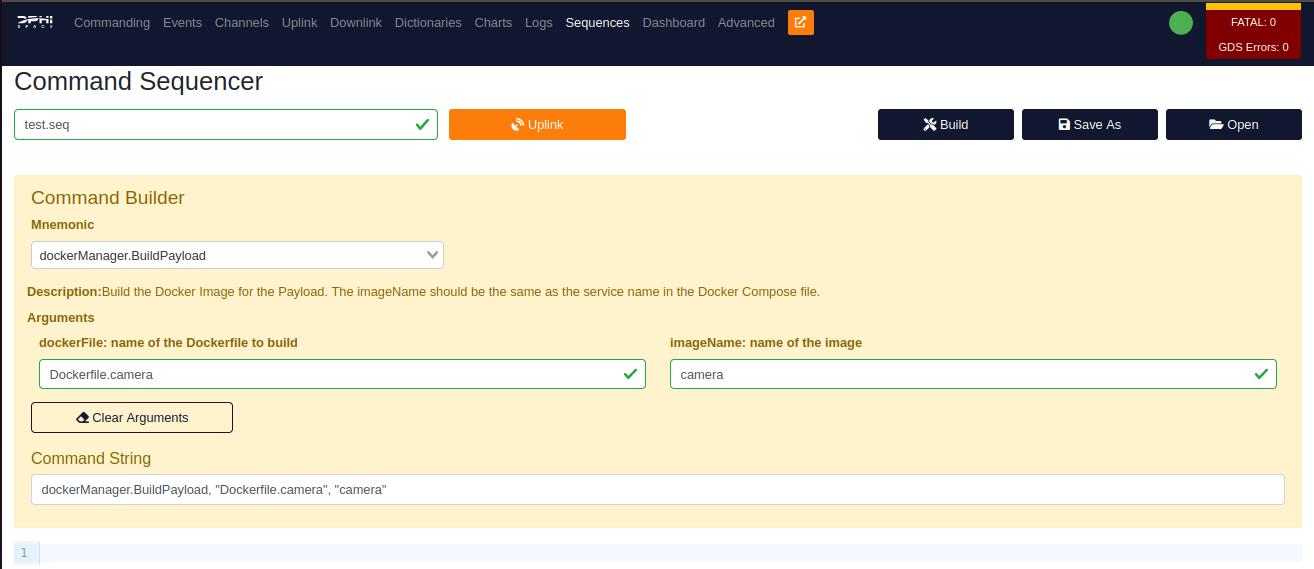 DPHI SPACE Commanding Events Channels Uplink Downlink Dictionaries Charts Logs Sequences Dashboard Advanced
FATAL: 0
GDS Errors: 0
Command Sequencer
test.seq Uplink Build Save As Open
Command Builder
Mnemonic
dockerManager.BuildPayload
Description:Build the Docker Image for the Payload. The imageName should be the same as the service name in the Docker Compose file.
Arguments
dockerFile: name of the Dockerfile to build imageName: name of the image
Dockerfile.camera camera
Clear Arguments
Command String
dockerManager.BuildPayload, "Dockerfile.camera", "camera"
1